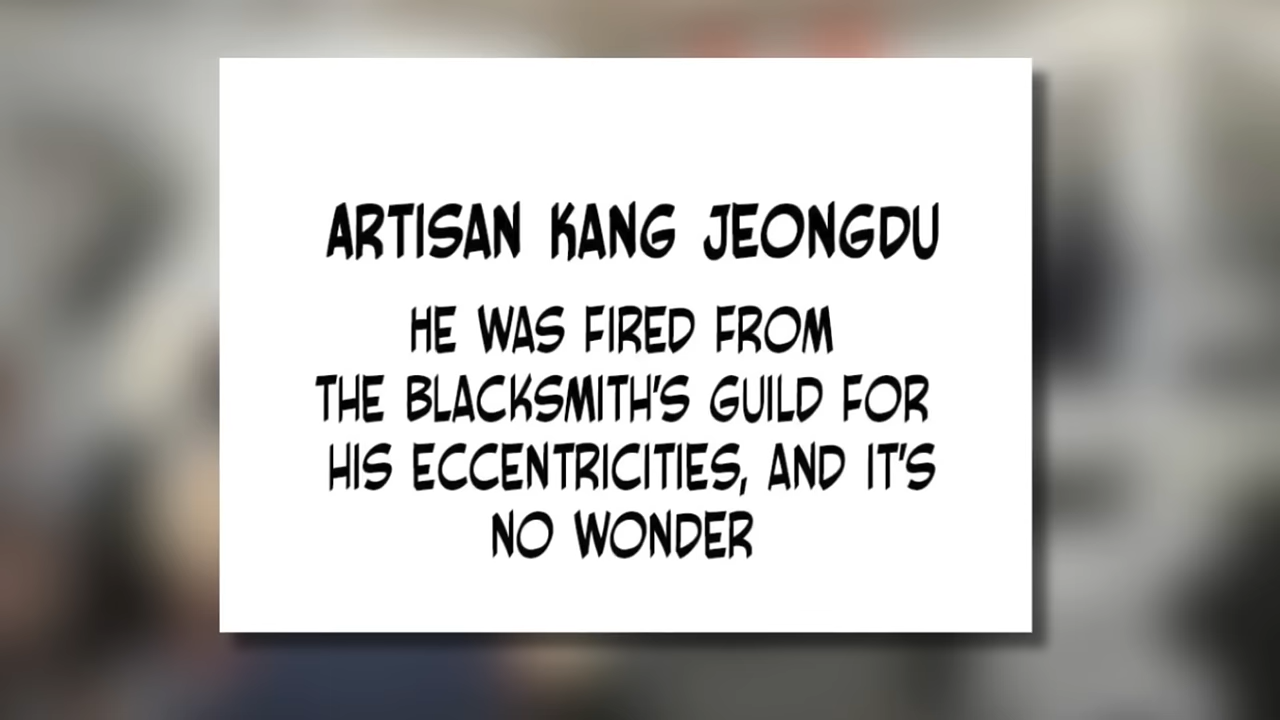 ARTISAN KANG JEONGDU
HE WAS FIRED FROM
THE BLACKSMITH'S GUILD FOR
HIS ECCENTRICITIES, AND IT'S
NO WONDER